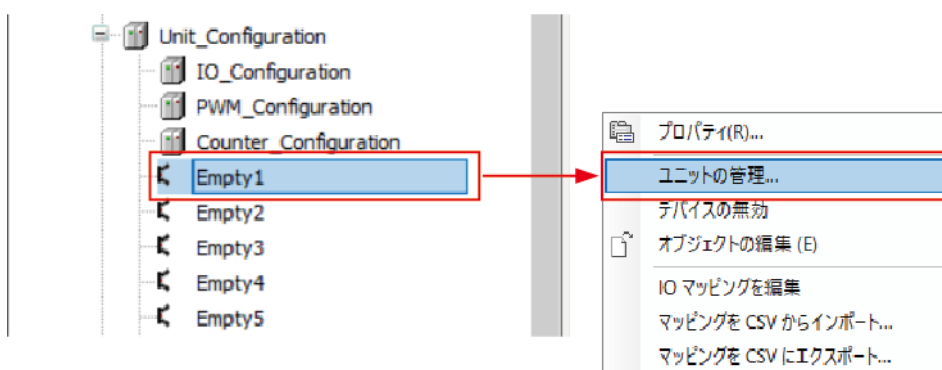 Unit_Configuration
IO_Configuration
PWM_Configuration
Counter_Configuration
Empty1
Empty2
Empty3
Empty4
Empty5
プロパティ(R)...
ユニットの管理...
デバイスの無効
オブジェクトの編集 (E)
IO マッピングを編集
マッピングを CSV からインポート...
マッピングを CSV にエクスポート...